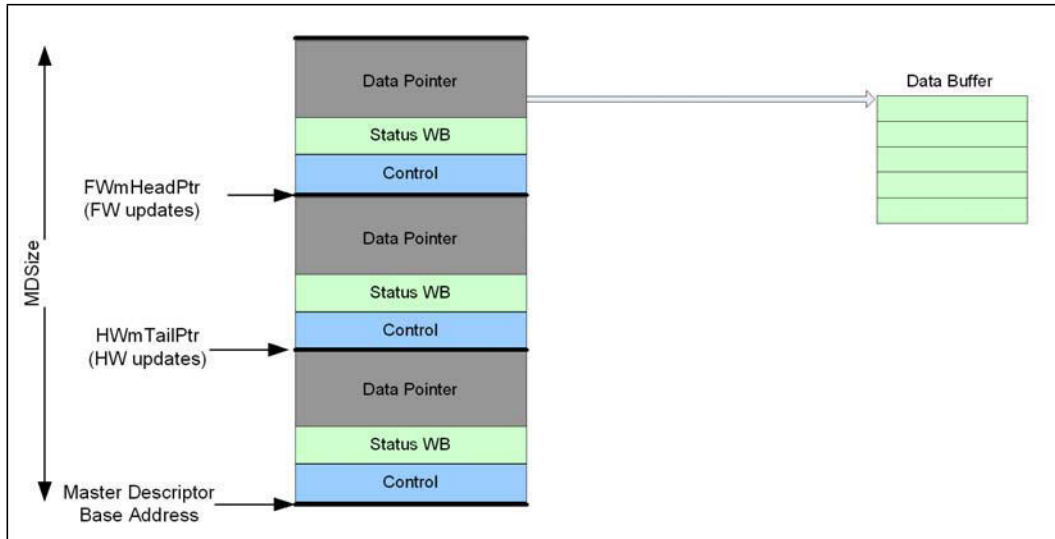 Data Pointer
Data Buffer
Status WB
Control
FWmHeadPtr
(FW updates)
Data Pointer
MDSize
Status WB
HWmTailPtr
(HW updates)
Control
Data Pointer
Status WB
Control
Master Descriptor
Base Address